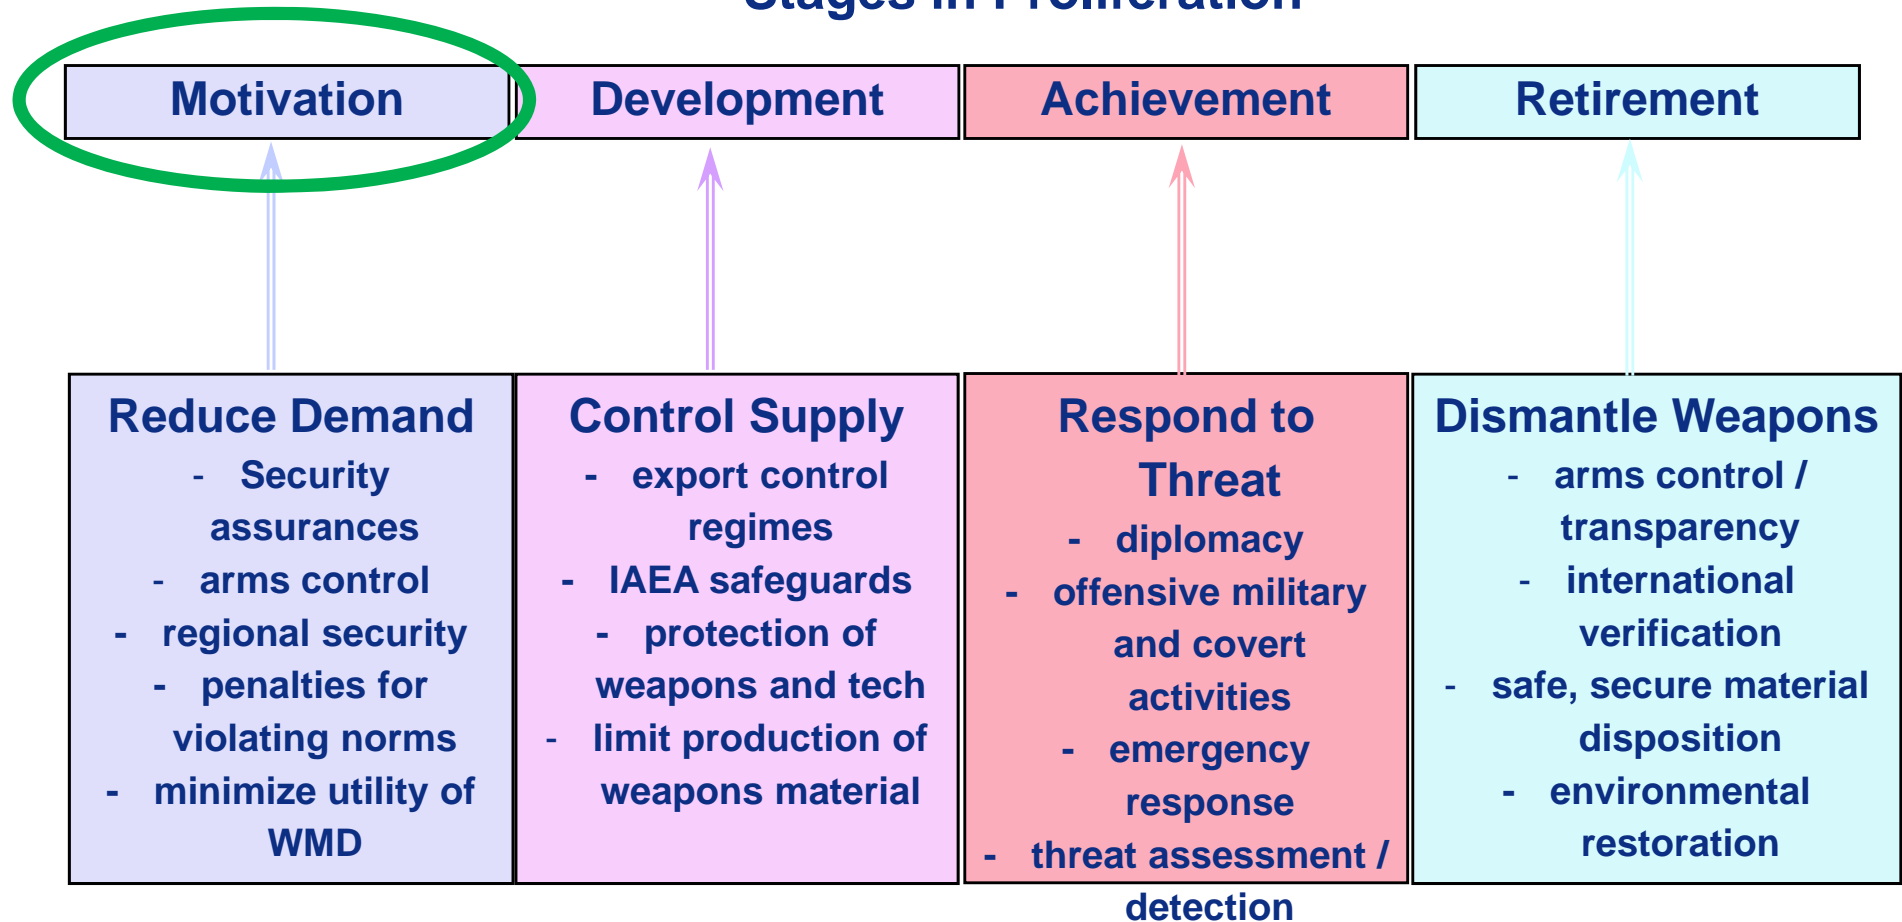 Stages in Proliferation
Motivation
Development
Achievement
Retirement
Reduce Demand
- Security
assurances
- arms control
- regional security
- penalties for
violating norms
- minimize utility of
WMD
Control Supply
- export control
regimes
- IAEA safeguards
- protection of
weapons and tech
- limit production of
weapons material
Respond to
Threat
- diplomacy
- offensive military
and covert
activities
- emergency
response
- threat assessment /
detection
Dismantle Weapons
- arms control /
transparency
- international
verification
- safe, secure material
disposition
- environmental
restoration